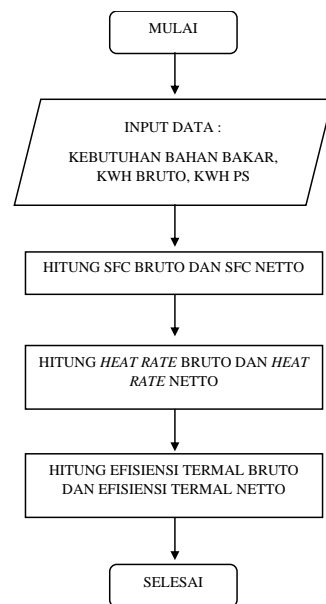 MULAI
INPUT DATA :
KEBUTUHAN BAHAN BAKAR,
KWH BRUTO, KWH PS
HITUNG SFC BRUTO DAN SFC NETTO
HITUNG HEAT RATE BRUTO DAN HEAT
RATE NETTO
HITUNG EFISIENSI TERMAL BRUTO
DAN EFISIENSI TERMAL NETTO
SELESAI